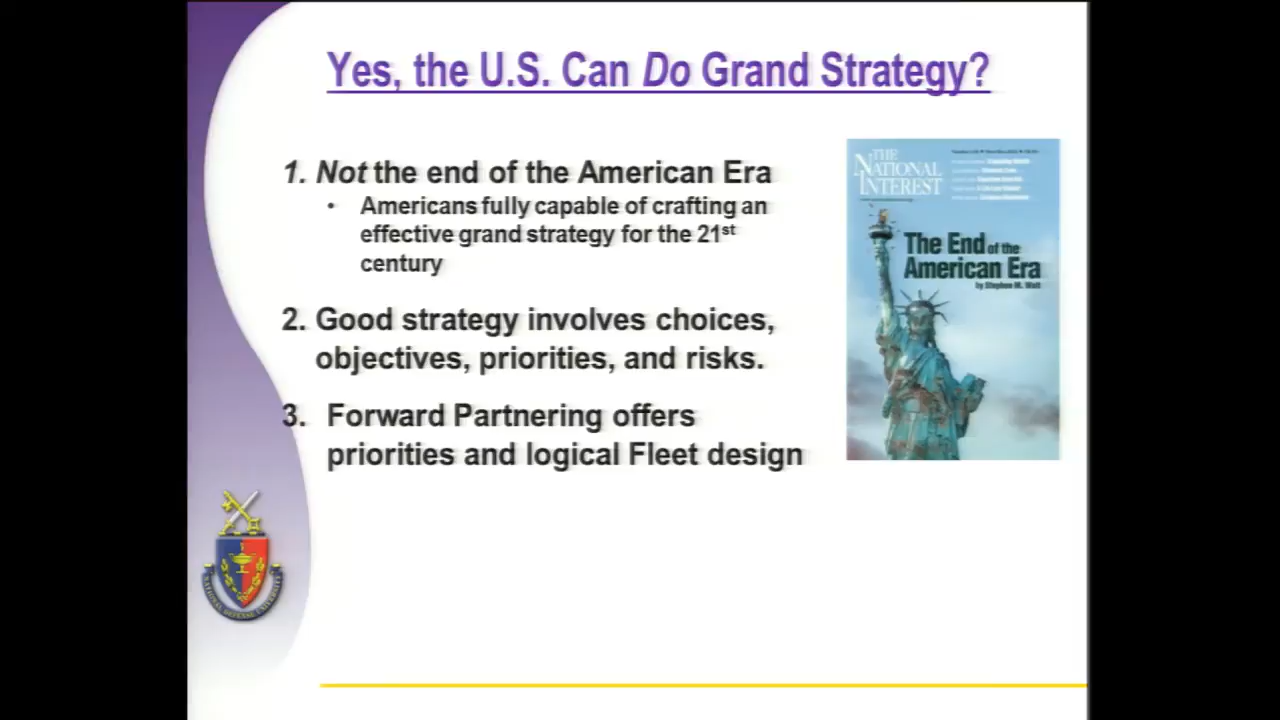 Yes, the U.S. Can Do Grand Strategy?
1. Not the end of the American Era
• Americans fully capable of crafting an
effective grand strategy for the 21st
century
2. Good strategy involves choices,
objectives, priorities, and risks.
3. Forward Partnering offers
priorities and logical Fleet design
THE
NATIONAL
INTEREST
The End of the
American Era
by Stephen M. Walt
NATIONAL DEFENSE UNIVERSITY